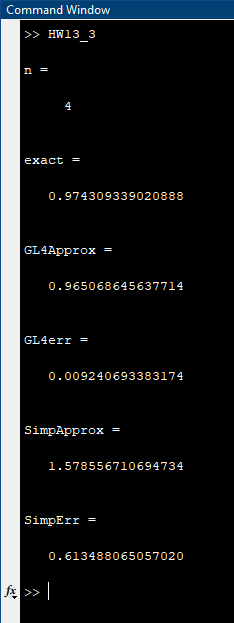 Command Window
>> HW13_3
n =
4
exact =
0.974309339020888
GL4Approx =
0.965068645637714
GL4err =
0.009240693383174
SimpApprox =
1.578556710694734
SimpErr =
0.613488065057020
fx >>